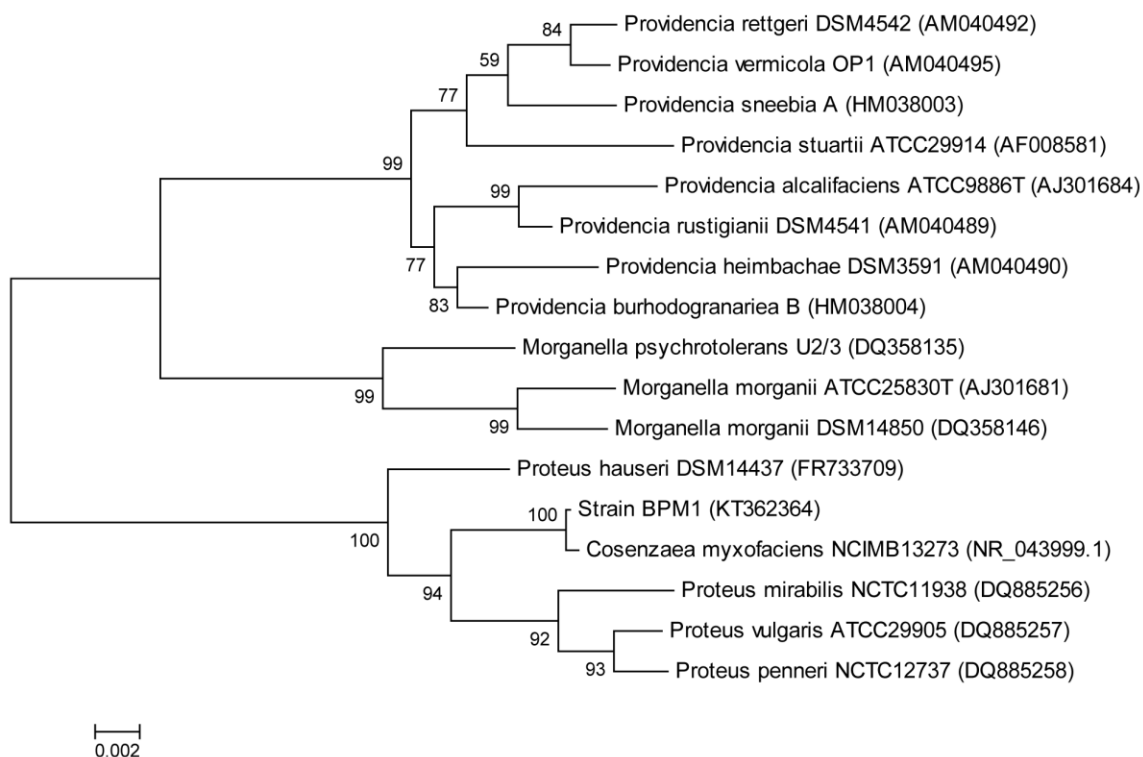 Providencia rettgeri DSM4542 (AM040492)
84
Providencia vermicola OP1 (AM040495)
59
77
Providencia sneebia A (HM038003)
Providencia stuartii ATCC29914 (AF008581)
99
Providencia alcalifaciens ATCC9886T (AJ301684)
99
Providencia rustigianii DSM4541 (AM040489)
77
Providencia heimbachae DSM3591 (AM040490)
83
Providencia burhodogranariea B (HM038004)
Morganella psychrotolerans U2/3 (DQ358135)
99
Morganella morganii ATCC25830T (AJ301681)
99
Morganella morganii DSM14850 (DQ358146)
Proteus hauseri DSM14437 (FR733709)
100
Strain BPM1 (KT362364)
100
Cosenzaea myxofaciens NCIMB13273 (NR_043999.1)
94
Proteus mirabilis NCTC11938 (DQ885256)
92
Proteus vulgaris ATCC29905 (DQ885257)
93
Proteus penneri NCTC12737 (DQ885258)
0.002